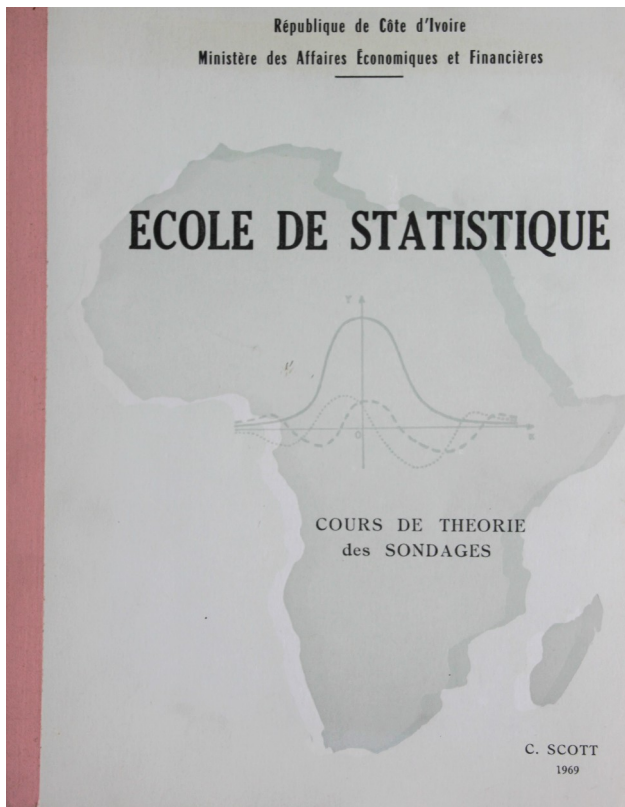 République de Côte d'Ivoire
Ministère des Affaires Économiques et Financières
ECOLE DE STATISTIQUE
Y
O
COURS DE THEORIE
des SONDAGES
C. SCOTT
1969